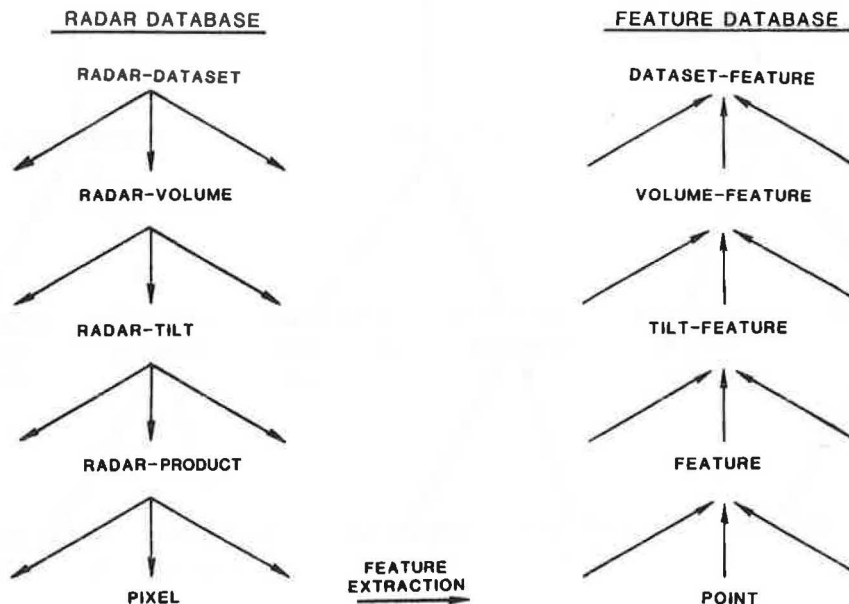 RADAR DATABASE
RADAR-DATASET
RADAR-VOLUME
RADAR-TILT
RADAR-PRODUCT
PIXEL
FEATURE
EXTRACTION
FEATURE DATABASE
DATASET-FEATURE
VOLUME-FEATURE
TILT-FEATURE
FEATURE
POINT